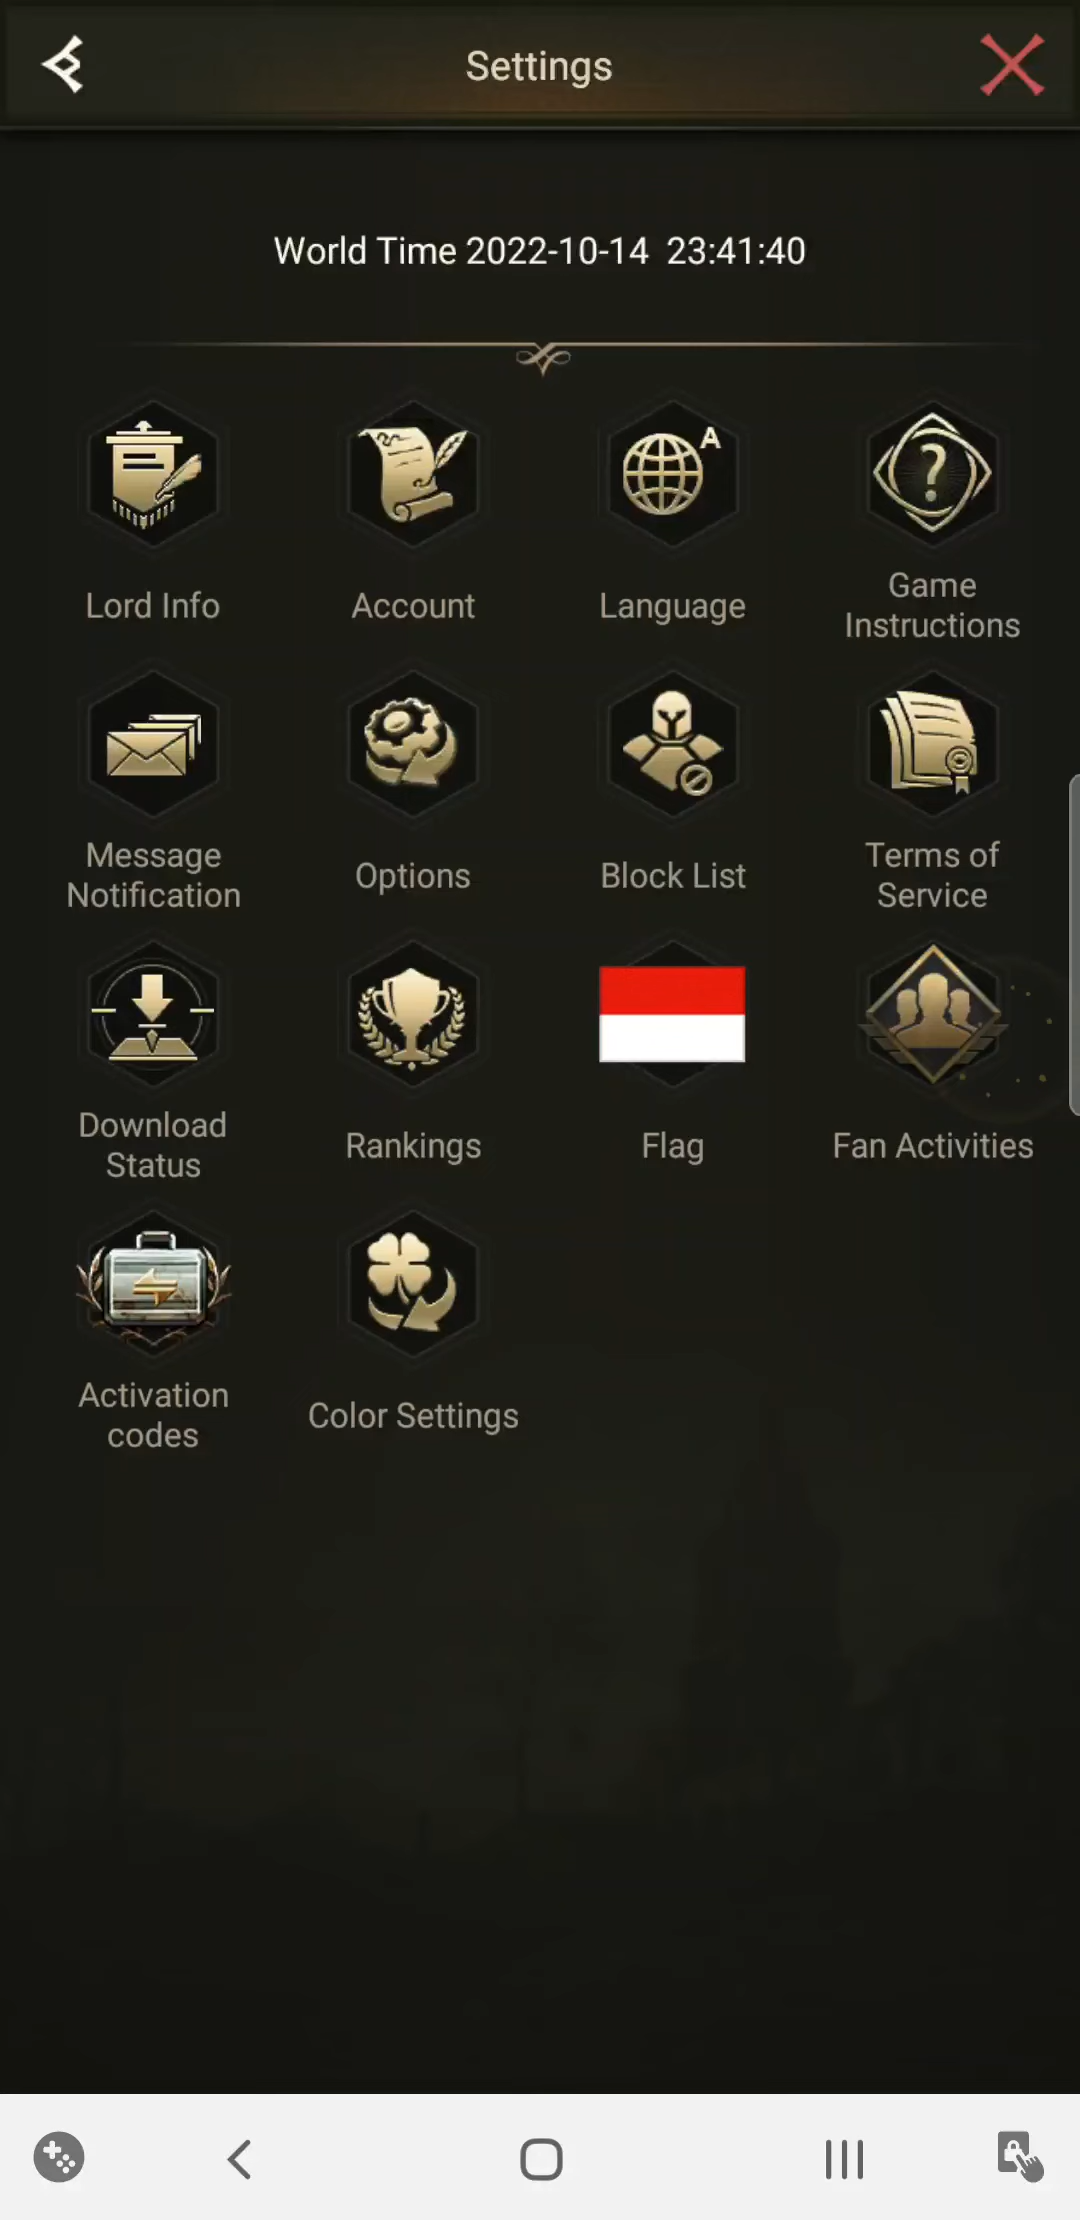 Settings
World Time 2022-10-14 23:41:40
A
Lord Info
Account
Language
Game
Instructions
Message
Notification
Options
Block List
Terms of
Service
Download
Status
Rankings
Flag
Fan Activities
Activation
codes
Color Settings